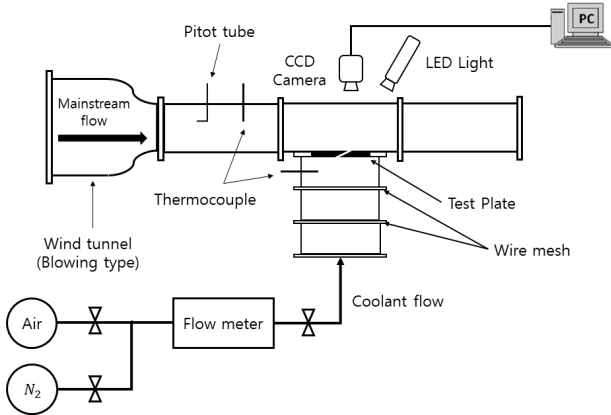 PC
Pitot tube
CCD
Camera
LED Light
Mainstream
flow
Thermocouple
Test Plate
Wind tunnel
(Blowing type)
Wire mesh
Coolant flow
Air
Flow meter
N₂